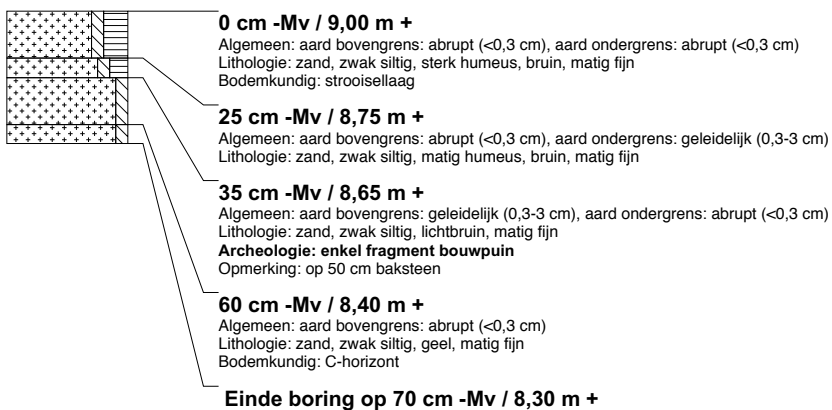 0 cm -Mv / 9,00 m +
Algemeen: aard bovengrens: abrupt (<0,3 cm), aard ondergrens: abrupt (<0,3 cm)
Lithologie: zand, zwak siltig, sterk humeus, bruin, matig fijn
Bodemkundig: strooisellaag
25 cm -Mv / 8,75 m +
Algemeen: aard bovengrens: abrupt (<0,3 cm), aard ondergrens: geleidelijk (0,3-3 cm)
Lithologie: zand, zwak siltig, matig humeus, bruin, matig fijn
35 cm -Mv / 8,65 m +
Algemeen: aard bovengrens: geleidelijk (0,3-3 cm), aard ondergrens: abrupt (<0,3 cm)
Lithologie: zand, zwak siltig, lichtbruin, matig fijn
Archeologie: enkel fragment bouwpuin
Opmerking: op 50 cm baksteen
60 cm -Mv / 8,40 m +
Algemeen: aard bovengrens: abrupt (<0,3 cm)
Lithologie: zand, zwak siltig, geel, matig fijn
Bodemkundig: C-horizont
Einde boring op 70 cm -Mv / 8,30 m +